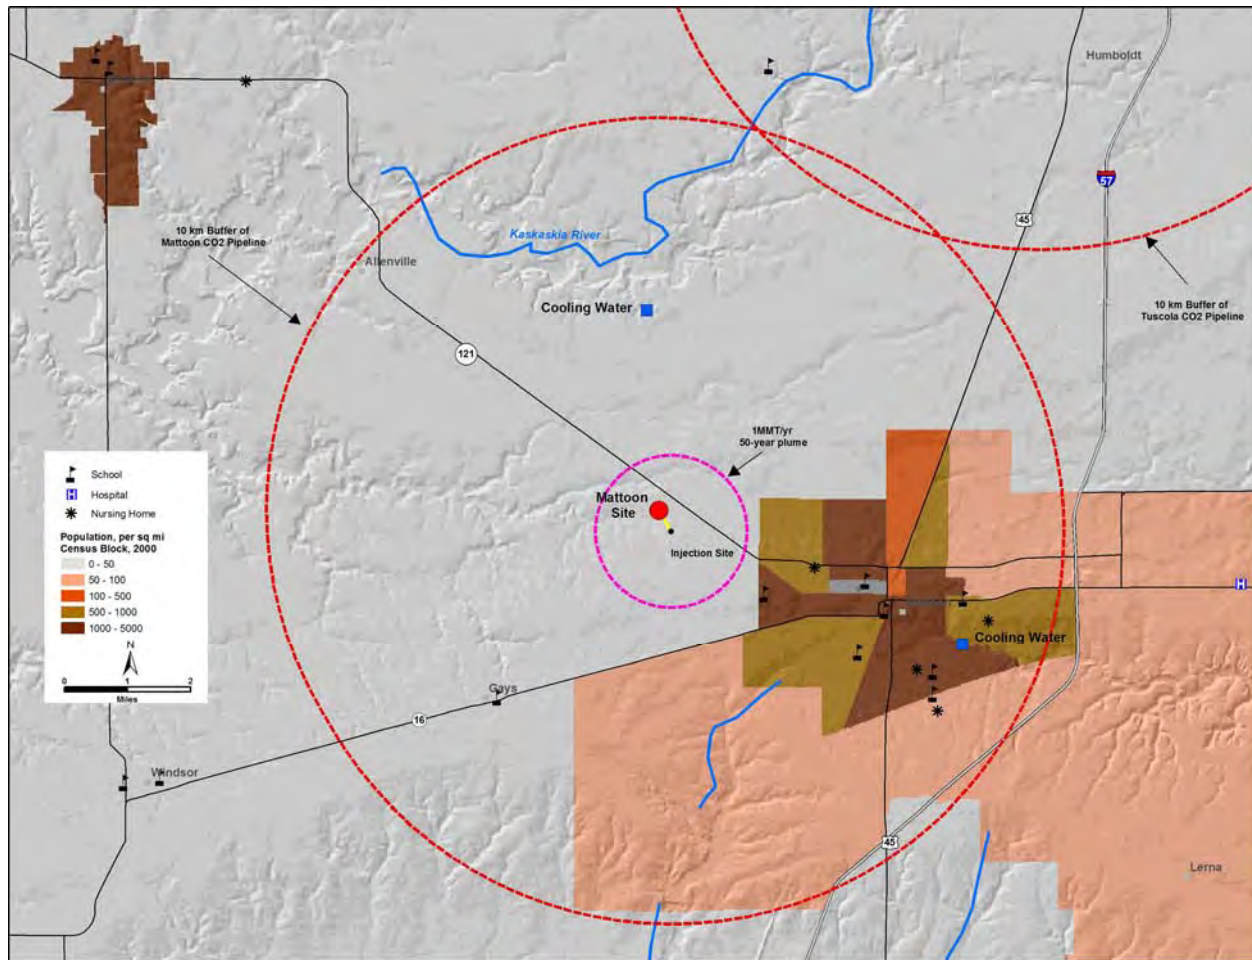 Humboldt
57
45
Kaskaskia River
10 km Buffer of
Mattoon CO2 Pipeline
Allenville
Cooling Water
10 km Buffer of
Tuscola CO2 Pipeline
121
1MMT/yr
50-year plume
Mattoon
Site
Injection Site
School
H
Hospital
Nursing Home
Population, per sq mi
Census Block, 2000
0 - 50
50 - 100
100 - 500
500 - 1000
1000 - 5000
N
0 1 2
Miles
H
Cooling Water
Gays
16
Windsor
45
Lerna